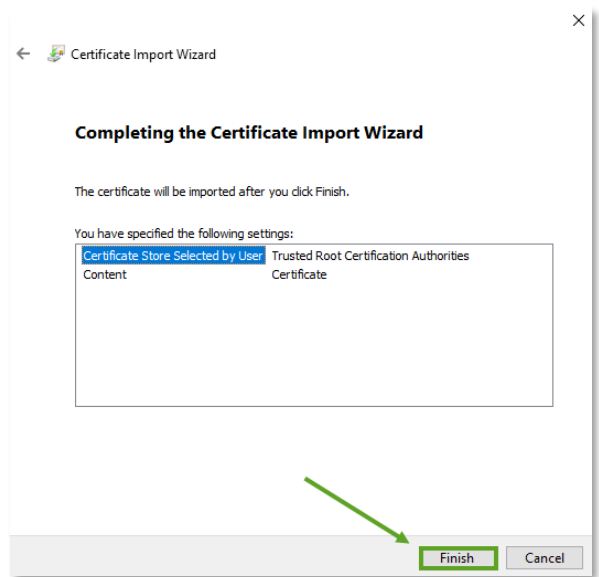 Certificate Import Wizard
Completing the Certificate Import Wizard
The certificate will be imported after you click Finish.
You have specified the following settings:
Certificate Store Selected by User Trusted Root Certification Authorities
Content Certificate
Finish Cancel